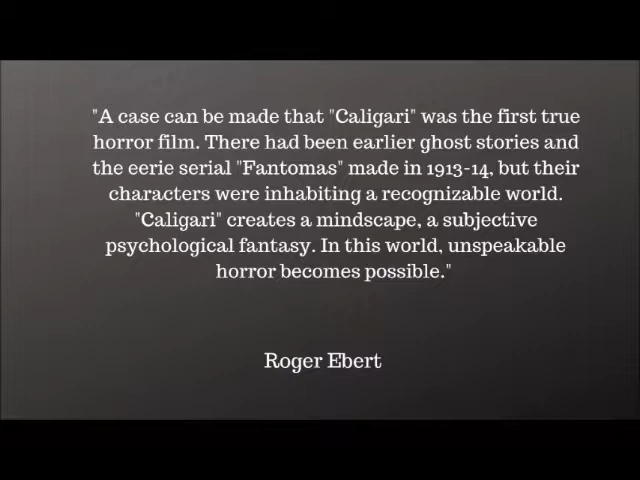 "A case can be made that "Caligari" was the first true
horror film. There had been earlier ghost stories and
the eerie serial "Fantomas" made in 1913-14, but their
characters were inhabiting a recognizable world.
"Caligari" creates a mindscape, a subjective
psychological fantasy. In this world, unspeakable
horror becomes possible."
Roger Ebert